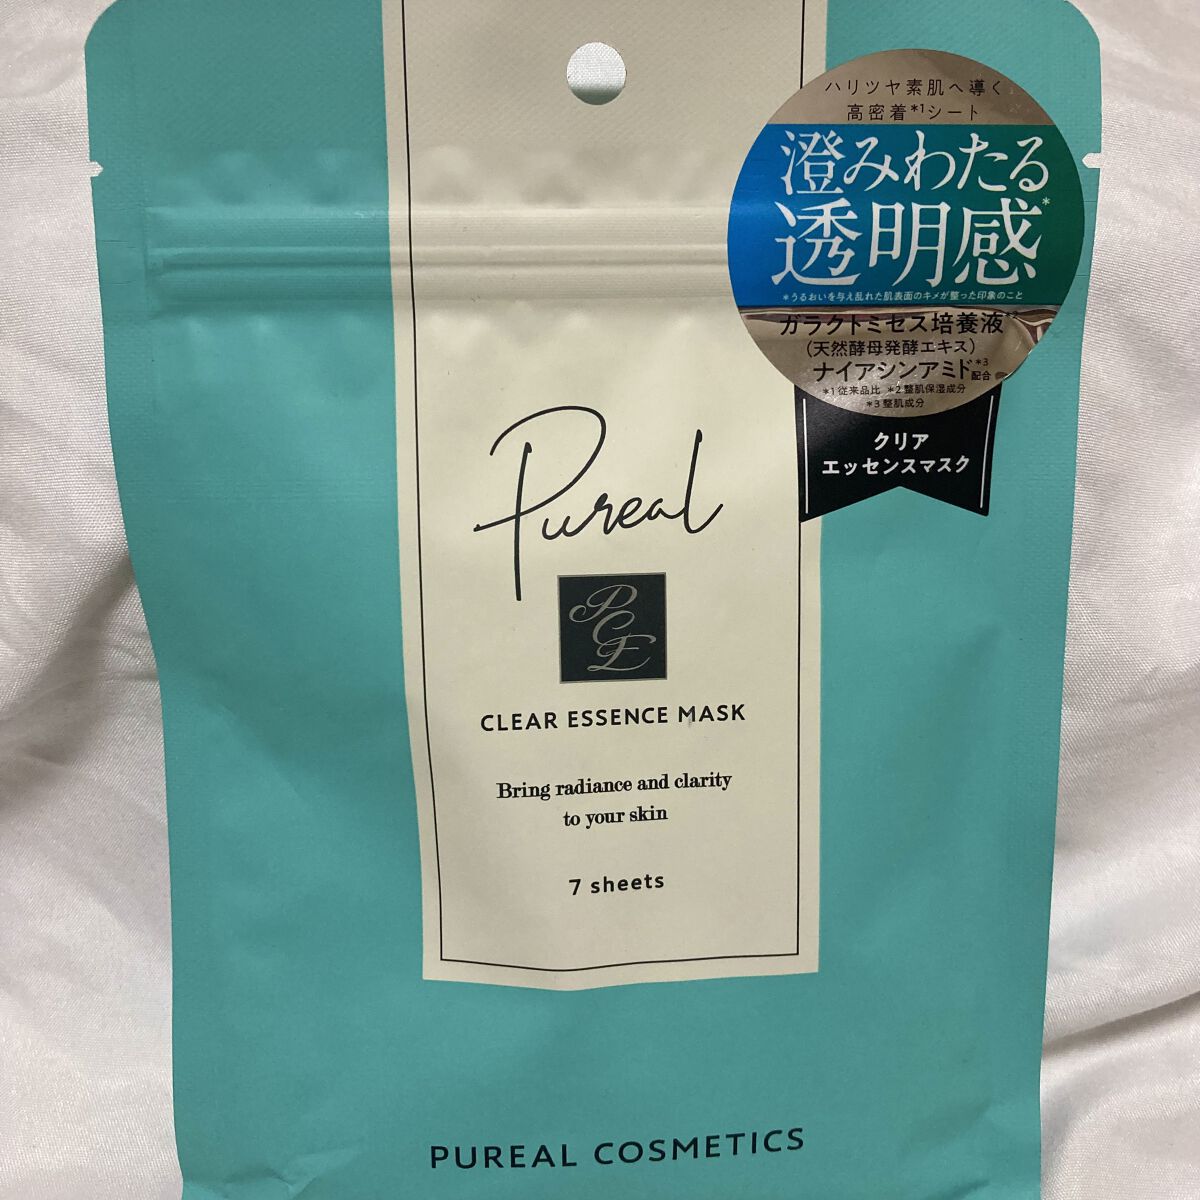 ハリツヤ素肌へ導く
高密着*1シート
澄みわたる
透明感*
*うるおいを与え乱れた肌表面のキメが整った印象のこと
ガラクトミセス培養液*2
(天然酵母発酵エキス)
ナイアシンアミド*3
配合
*1従来品比 *2整肌保湿成分
*3整肌成分
クリア
エッセンスマスク
Pureal
PCE
CLEAR ESSENCE MASK
Bring radiance and clarity
to your skin
7 sheets
PUREAL COSMETICS